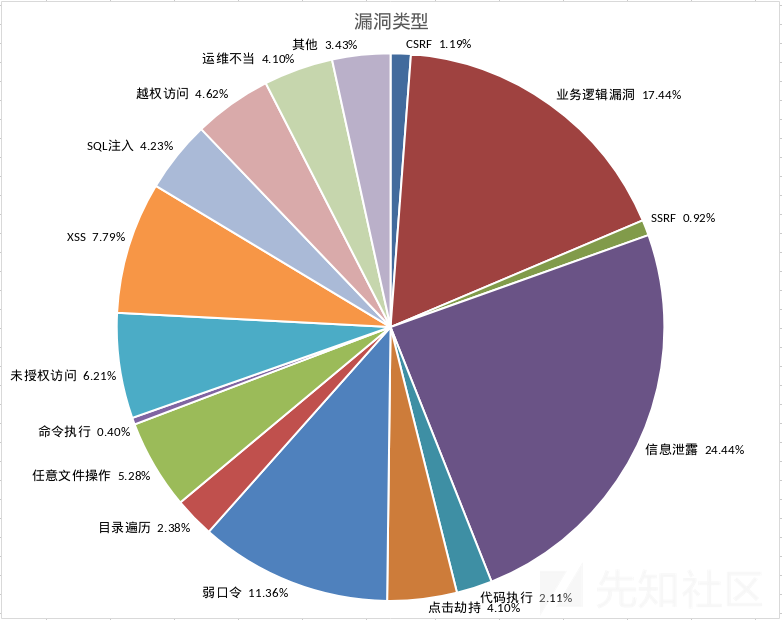 漏洞类型
CSRF 1.19%
业务逻辑漏洞 17.44%
SSRF 0.92%
信息泄露 24.44%
代码执行 2.11%
点击劫持 4.10%
弱口令 11.36%
目录遍历 2.38%
任意文件操作 5.28%
命令执行 0.40%
未授权访问 6.21%
XSS 7.79%
SQL注入 4.23%
越权访问 4.62%
运维不当 4.10%
其他 3.43%
先知社区